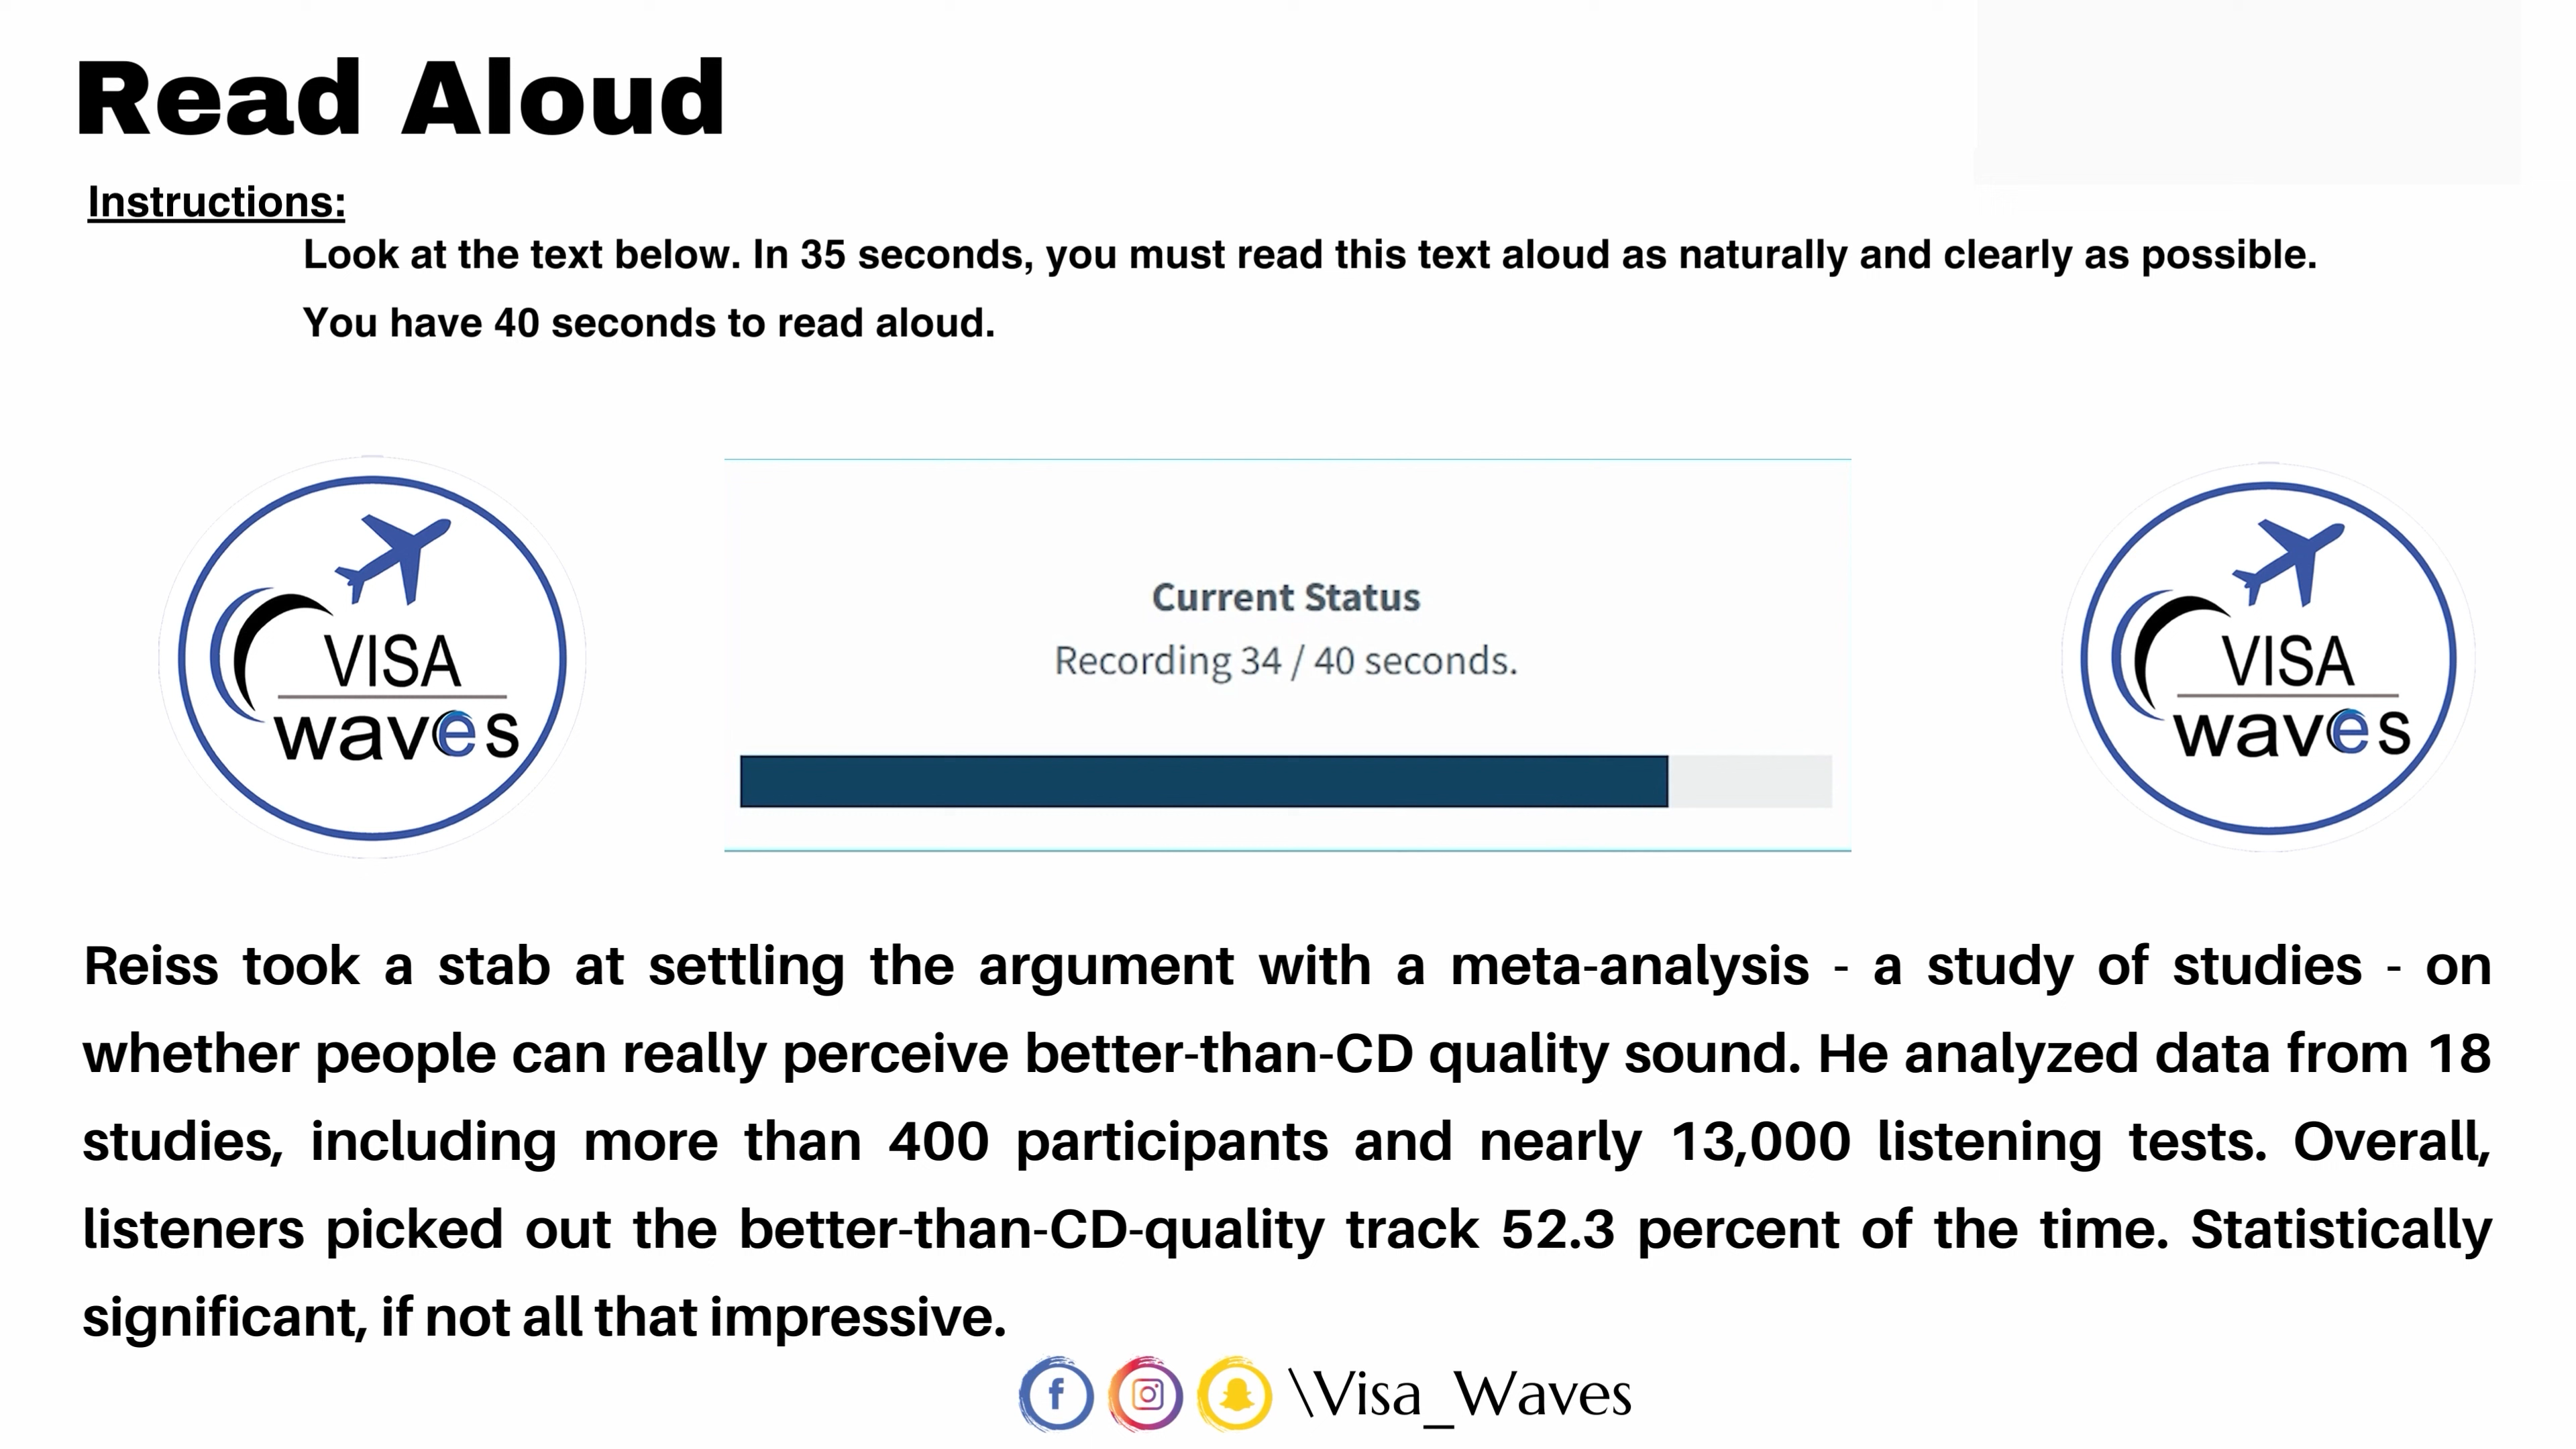 Read Aloud
Instructions:
Look at the text below. In 35 seconds, you must read this text aloud as naturally and clearly as possible.
You have 40 seconds to read aloud.
VISA
waves
Current Status
Recording 34 / 40 seconds.
VISA
waves
Reiss took a stab at settling the argument with a meta-analysis - a study of studies - on
whether people can really perceive better-than-CD quality sound. He analyzed data from 18
studies, including more than 400 participants and nearly 13,000 listening tests. Overall,
listeners picked out the better-than-CD-quality track 52.3 percent of the time. Statistically
significant, if not all that impressive.
\Visa_Waves